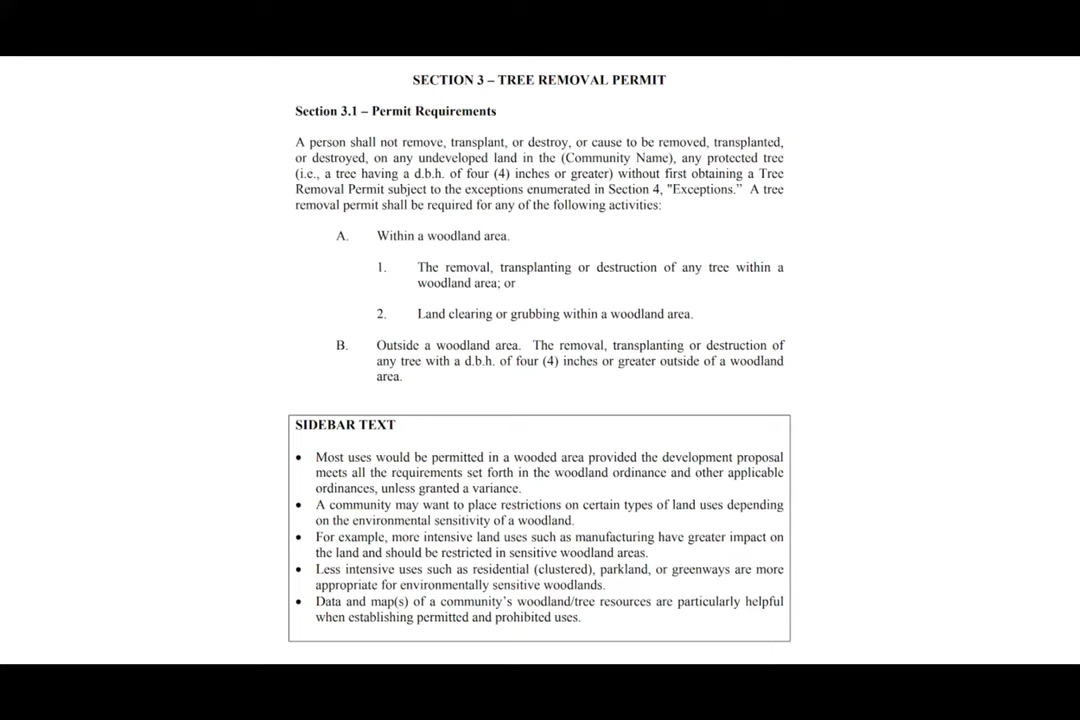 SECTION 3 – TREE REMOVAL PERMIT
Section 3.1 – Permit Requirements
A person shall not remove, transplant, or destroy, or cause to be removed, transplanted,
or destroyed, on any undeveloped land in the (Community Name), any protected tree
(i.e., a tree having a d.b.h. of four (4) inches or greater) without first obtaining a Tree
Removal Permit subject to the exceptions enumerated in Section 4, "Exceptions." A tree
removal permit shall be required for any of the following activities:
A. Within a woodland area.
1. The removal, transplanting or destruction of any tree within a
woodland area; or
2. Land clearing or grubbing within a woodland area.
B. Outside a woodland area. The removal, transplanting or destruction of
any tree with a d.b.h. of four (4) inches or greater outside of a woodland
area.
SIDEBAR TEXT
• Most uses would be permitted in a wooded area provided the development proposal
meets all the requirements set forth in the woodland ordinance and other applicable
ordinances, unless granted a variance.
• A community may want to place restrictions on certain types of land uses depending
on the environmental sensitivity of a woodland.
• For example, more intensive land uses such as manufacturing have greater impact on
the land and should be restricted in sensitive woodland areas.
• Less intensive uses such as residential (clustered), parkland, or greenways are more
appropriate for environmentally sensitive woodlands.
• Data and map(s) of a community's woodland/tree resources are particularly helpful
when establishing permitted and prohibited uses.